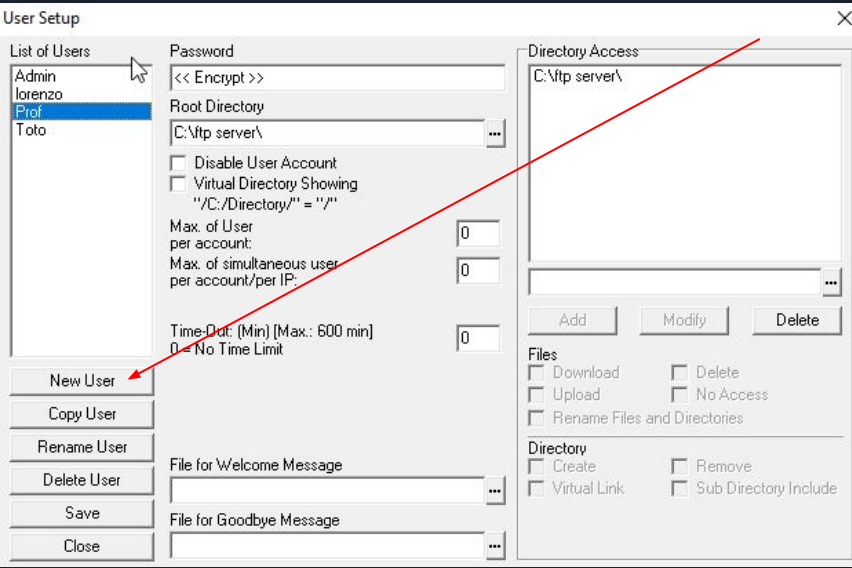 User Setup
List of Users
Admin
lorenzo
Prof
Toto
New User
Copy User
Rename User
Delete User
Save
Close
Password
<< Encrypt >>
Root Directory
C:\ftp server\
...
Disable User Account
Virtual Directory Showing
"/C:/Directory/" = "/"
Max. of User
per account:
0
Max. of simultaneous user
per account/per IP:
0
Time-Out: (Min) [Max.: 600 min]
0 = No Time Limit
0
File for Welcome Message
...
File for Goodbye Message
...
Directory Access
C:\ftp server\
...
Add
Modify
Delete
Files
Download
Delete
Upload
No Access
Rename Files and Directories
Directory
Create
Remove
Virtual Link
Sub Directory Include